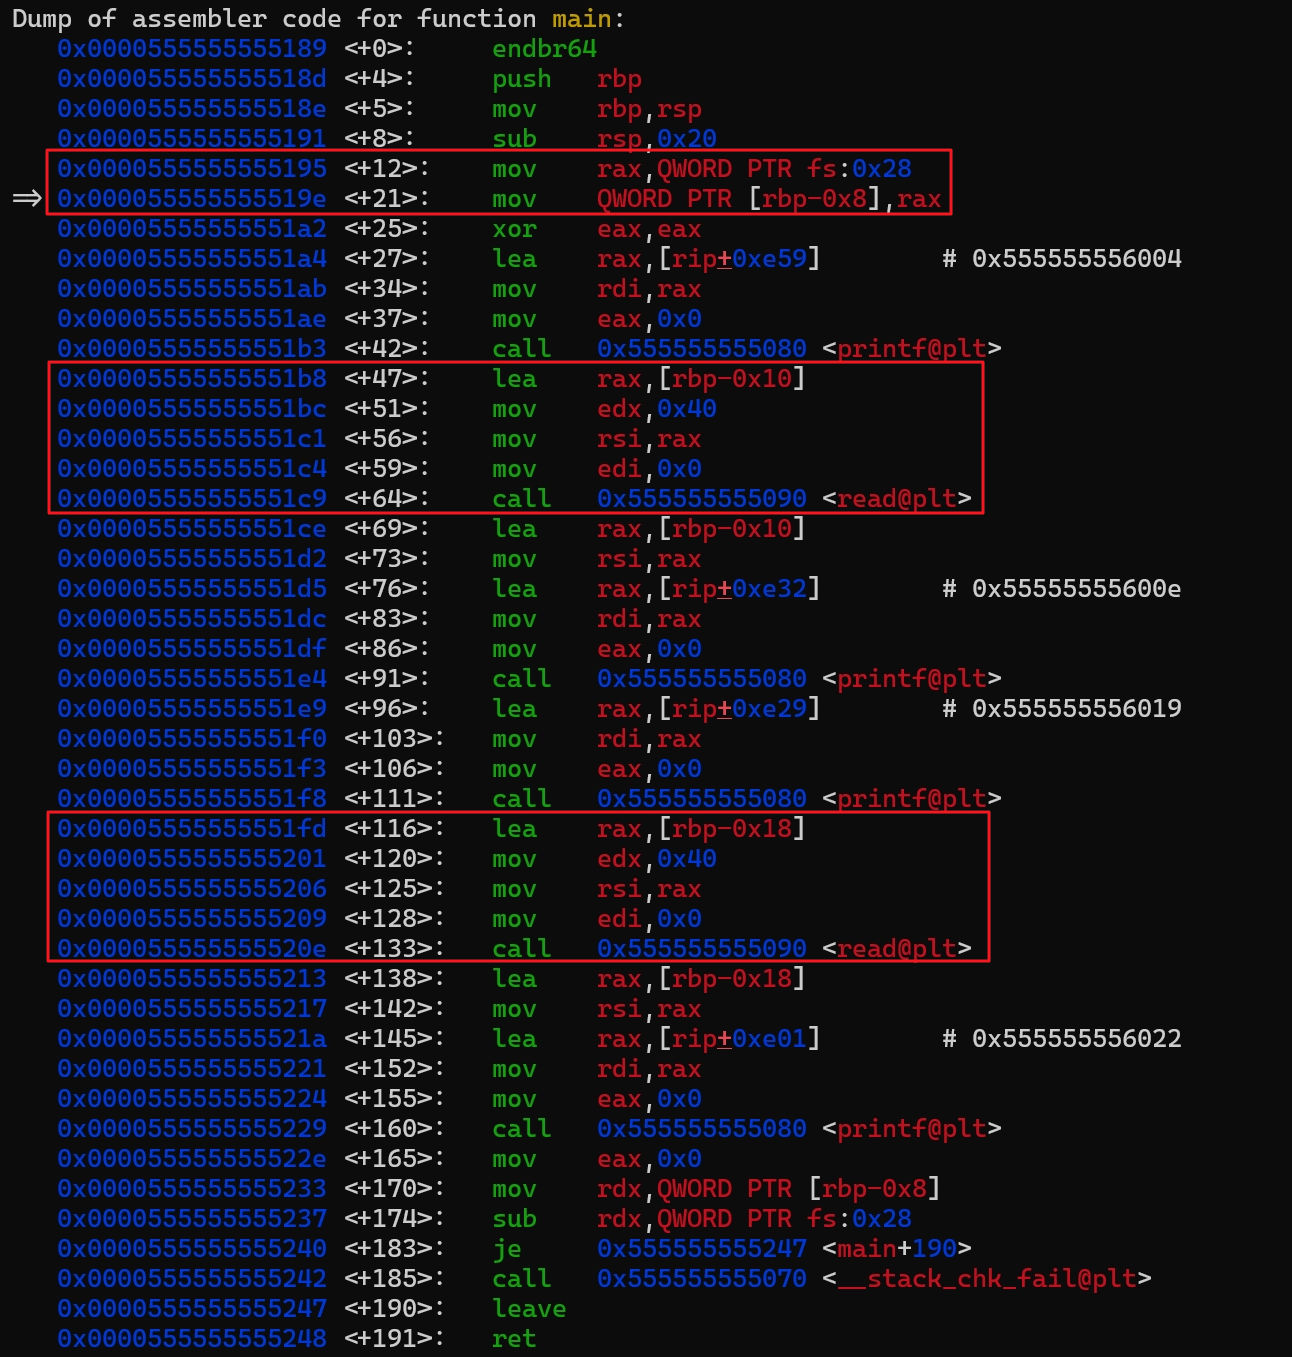 Dump of assembler code for function main:
0x0000555555555189 <+0>: endbr64
0x000055555555518d <+4>: push rbp
0x000055555555518e <+5>: mov rbp,rsp
0x0000555555555191 <+8>: sub rsp,0x20
0x0000555555555195 <+12>: mov rax,QWORD PTR fs:0x28
=> 0x000055555555519e <+21>: mov QWORD PTR [rbp-0x8],rax
0x00005555555551a2 <+25>: xor eax,eax
0x00005555555551a4 <+27>: lea rax,[rip+0xe59] # 0x555555556004
0x00005555555551ab <+34>: mov rdi,rax
0x00005555555551ae <+37>: mov eax,0x0
0x00005555555551b3 <+42>: call 0x555555555080 <printf@plt>
0x00005555555551b8 <+47>: lea rax,[rbp-0x10]
0x00005555555551bc <+51>: mov edx,0x40
0x00005555555551c1 <+56>: mov rsi,rax
0x00005555555551c4 <+59>: mov edi,0x0
0x00005555555551c9 <+64>: call 0x555555555090 <read@plt>
0x00005555555551ce <+69>: lea rax,[rbp-0x10]
0x00005555555551d2 <+73>: mov rsi,rax
0x00005555555551d5 <+76>: lea rax,[rip+0xe32] # 0x55555555600e
0x00005555555551dc <+83>: mov rdi,rax
0x00005555555551df <+86>: mov eax,0x0
0x00005555555551e4 <+91>: call 0x555555555080 <printf@plt>
0x00005555555551e9 <+96>: lea rax,[rip+0xe29] # 0x555555556019
0x00005555555551f0 <+103>: mov rdi,rax
0x00005555555551f3 <+106>: mov eax,0x0
0x00005555555551f8 <+111>: call 0x555555555080 <printf@plt>
0x00005555555551fd <+116>: lea rax,[rbp-0x18]
0x0000555555555201 <+120>: mov edx,0x40
0x0000555555555206 <+125>: mov rsi,rax
0x0000555555555209 <+128>: mov edi,0x0
0x000055555555520e <+133>: call 0x555555555090 <read@plt>
0x0000555555555213 <+138>: lea rax,[rbp-0x18]
0x0000555555555217 <+142>: mov rsi,rax
0x000055555555521a <+145>: lea rax,[rip+0xe01] # 0x555555556022
0x0000555555555221 <+152>: mov rdi,rax
0x0000555555555224 <+155>: mov eax,0x0
0x0000555555555229 <+160>: call 0x555555555080 <printf@plt>
0x000055555555522e <+165>: mov eax,0x0
0x0000555555555233 <+170>: mov rdx,QWORD PTR [rbp-0x8]
0x0000555555555237 <+174>: sub rdx,QWORD PTR fs:0x28
0x0000555555555240 <+183>: je 0x555555555247 <main+190>
0x0000555555555242 <+185>: call 0x555555555070 <__stack_chk_fail@plt>
0x0000555555555247 <+190>: leave
0x0000555555555248 <+191>: ret